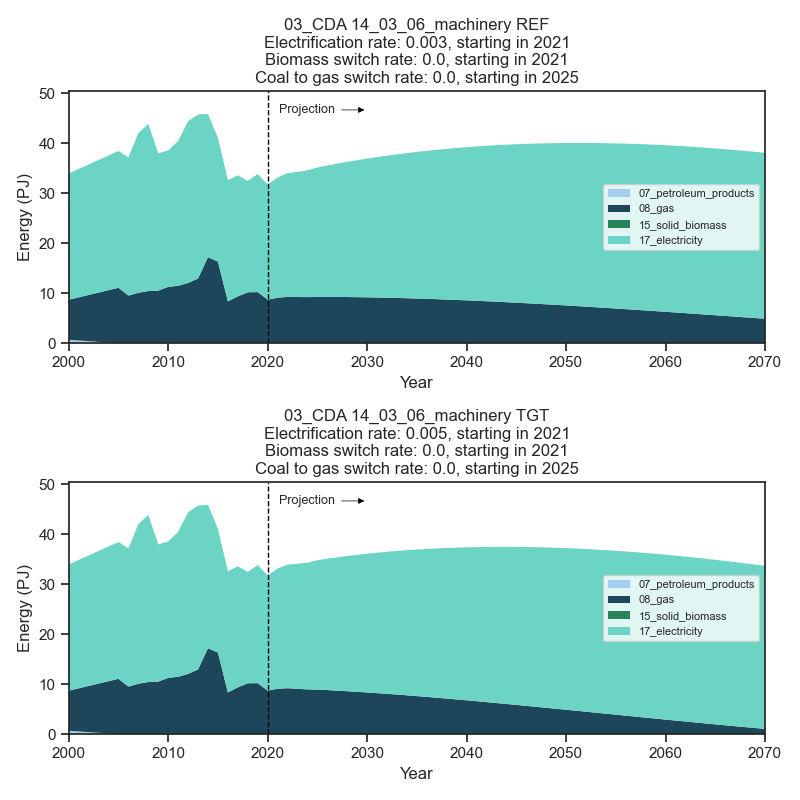 03_CDA 14_03_06_machinery REF
Electrification rate: 0.003, starting in 2021
Biomass switch rate: 0.0, starting in 2021
Coal to gas switch rate: 0.0, starting in 2025
50
40
30
20
10
0
Energy (PJ)
Projection
07_petroleum_products
08_gas
15_solid_biomass
17_electricity
2000 2010 2020 2030 2040 2050 2060 2070
Year
03_CDA 14_03_06_machinery TGT
Electrification rate: 0.005, starting in 2021
Biomass switch rate: 0.0, starting in 2021
Coal to gas switch rate: 0.0, starting in 2025
50
40
30
20
10
0
Energy (PJ)
Projection
07_petroleum_products
08_gas
15_solid_biomass
17_electricity
2000 2010 2020 2030 2040 2050 2060 2070
Year